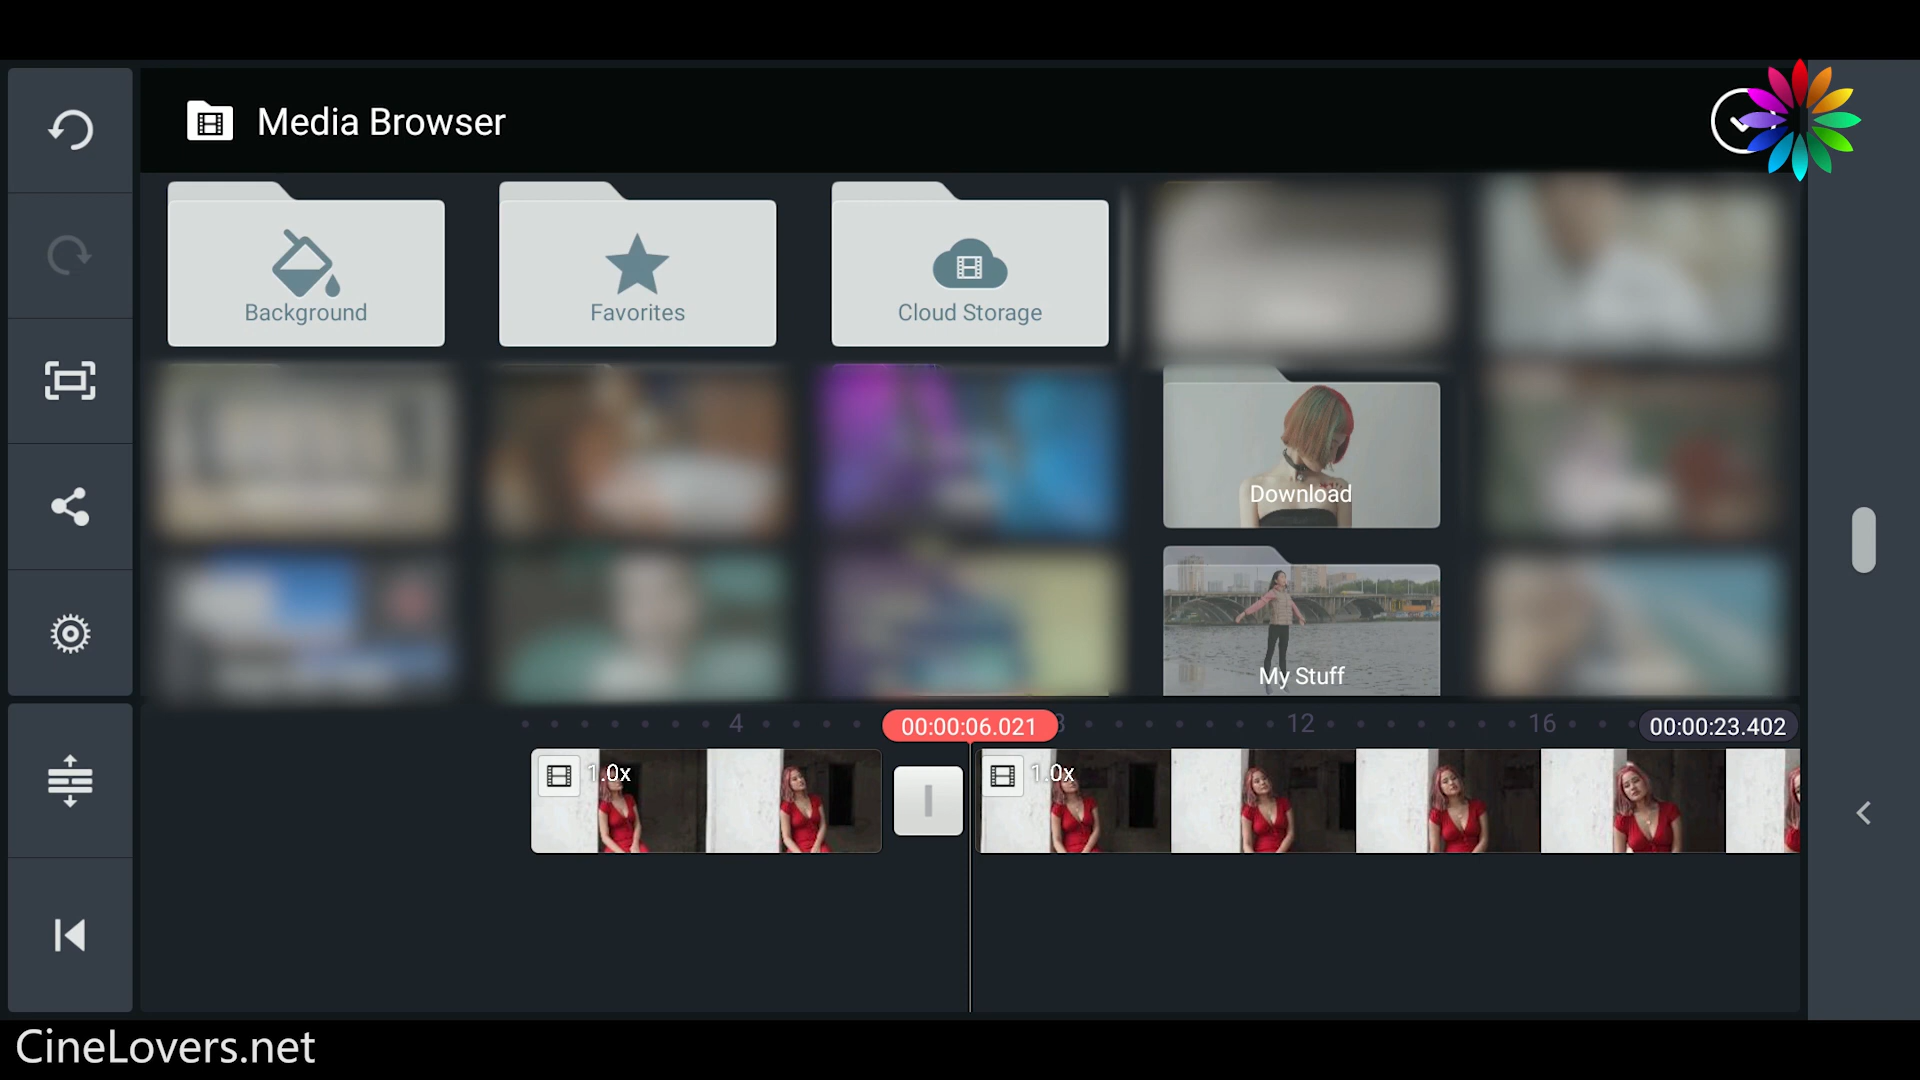 Media Browser
Background
Favorites
Cloud Storage
Download
My Stuff
4
00:00:06.021
12
16
00:00:23.402
1.0x
1.0x
CineLovers.net